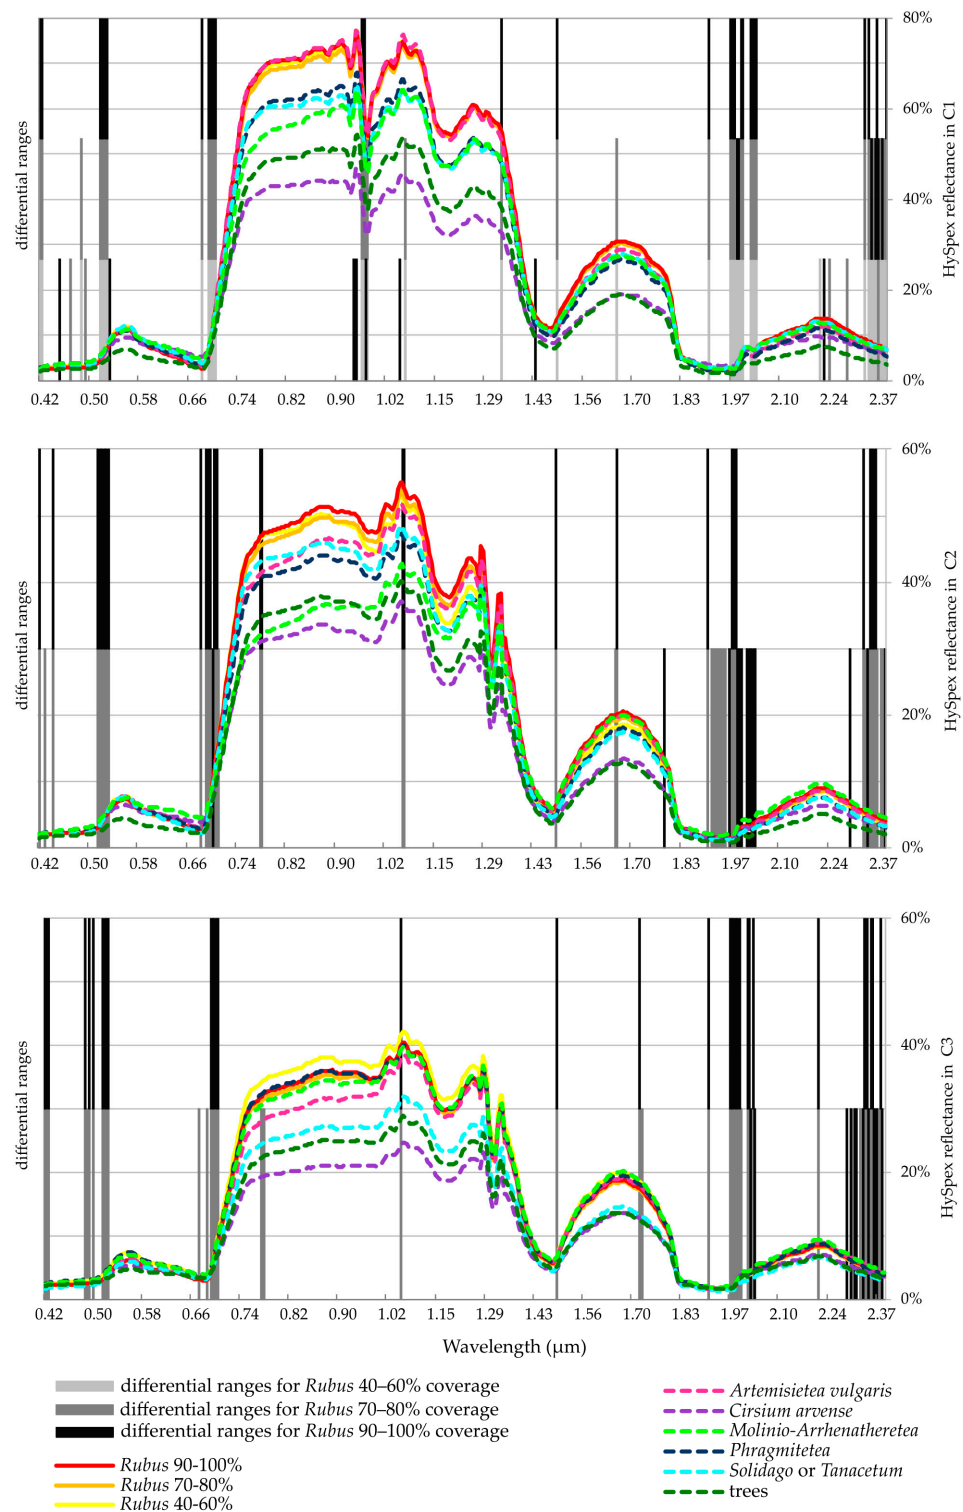 80%
60%
40%
20%
0%
differential ranges
HySpex reflectance in C1
0.42 0.50 0.58 0.66 0.74 0.82 0.90 1.02 1.15 1.29 1.43 1.56 1.70 1.83 1.97 2.10 2.24 2.37
60%
40%
20%
0%
differential ranges
HySpex reflectance in C2
0.42 0.50 0.58 0.66 0.74 0.82 0.90 1.02 1.15 1.29 1.43 1.56 1.70 1.83 1.97 2.10 2.24 2.37
60%
40%
20%
0%
differential ranges
HySpex reflectance in C3
0.42 0.50 0.58 0.66 0.74 0.82 0.90 1.02 1.15 1.29 1.43 1.56 1.70 1.83 1.97 2.10 2.24 2.37
Wavelength (µm)
differential ranges for Rubus 40–60% coverage
differential ranges for Rubus 70–80% coverage
differential ranges for Rubus 90–100% coverage
Rubus 90-100%
Rubus 70-80%
Rubus 40-60%
Artemisietea vulgaris
Cirsium arvense
Molinio-Arrhenatheretea
Phragmitetea
Solidago or Tanacetum
trees